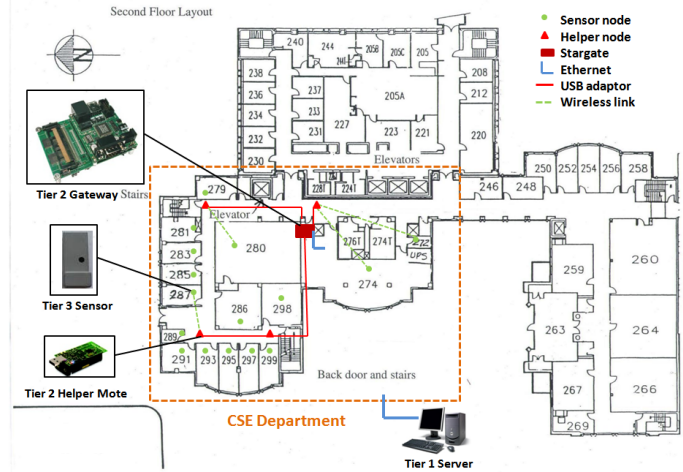 Second Floor Layout
Sensor node
Helper node
Stargate
Ethernet
USB adaptor
Wireless link
N
240
244
244T
205B
205C
205
238
236
234
232
230
237
233
231
227
205A
223
221
208
212
220
Elevators
228T
224T
250
252
254
256
258
246
248
Tier 2 Gateway
Stairs
279
Elevator
281
283
285
287
280
276T
274T
272
UPS
274
286
298
289
291
293
295
297
299
Tier 3 Sensor
Tier 2 Helper Mote
259
260
263
264
267
266
269
Back door and stairs
CSE Department
Tier 1 Server